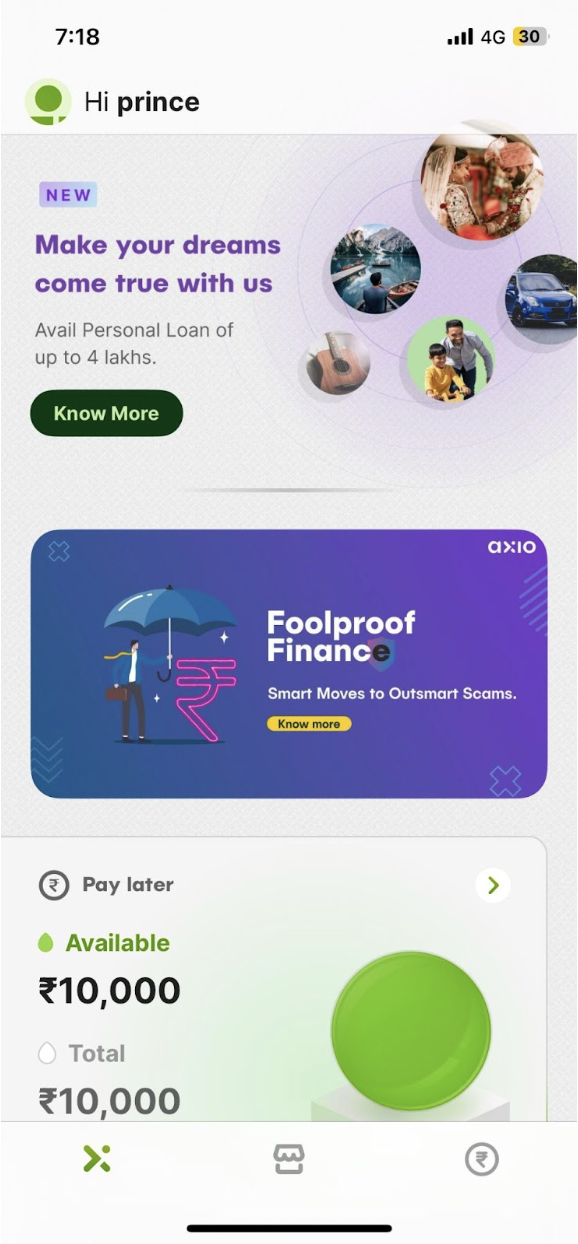 7:18
4G 30
Hi prince
NEW
Make your dreams
come true with us
Avail Personal Loan of
up to 4 lakhs.
Know More
axio
Foolproof
Finance
Smart Moves to Outsmart Scams.
Know more
₹
Pay later
Available
₹10,000
Total
₹10,000
₹